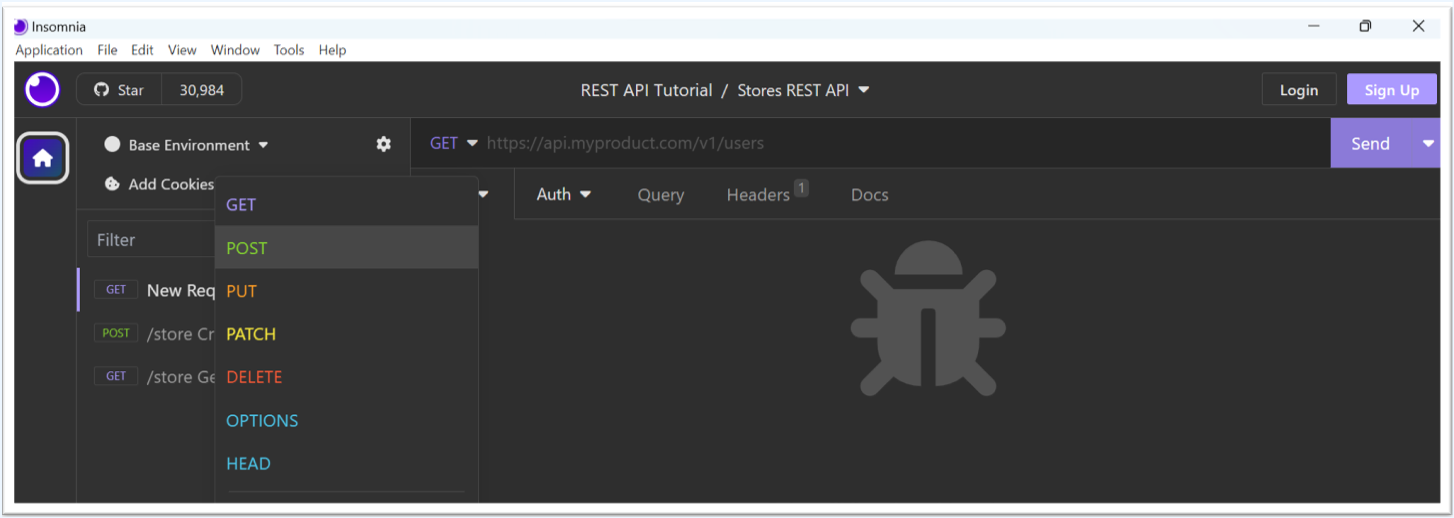 Insomnia
Application File Edit View Window Tools Help
Star 30,984
REST API Tutorial / Stores REST API
Login
Sign Up
Base Environment
Add Cookies
GET https://api.myproduct.com/v1/users
Send
Auth Query Headers 1 Docs
Filter
GET New Req
POST /store Cr
GET /store Ge
GET
POST
PUT
PATCH
DELETE
OPTIONS
HEAD